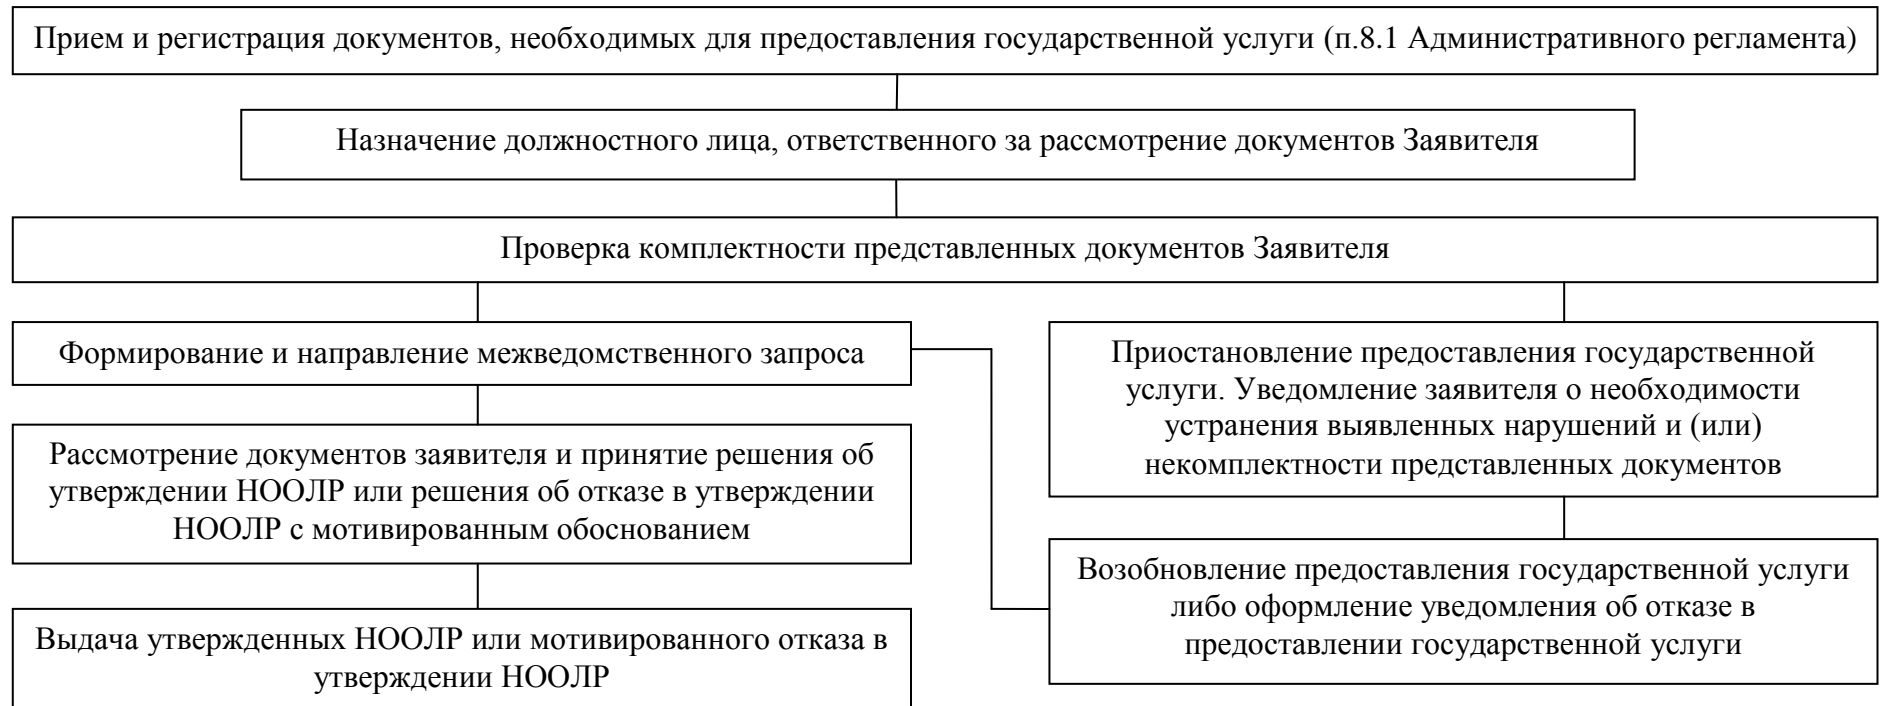 Прием и регистрация документов, необходимых для предоставления государственной услуги (п.8.1 Административного регламента)
Назначение должностного лица, ответственного за рассмотрение документов Заявителя
Проверка комплектности представленных документов Заявителя
Формирование и направление межведомственного запроса
Рассмотрение документов заявителя и принятие решения об
утверждении НООЛР или решения об отказе в утверждении
НООЛР с мотивированным обоснованием
Выдача утвержденных НООЛР или мотивированного отказа в
утверждении НООЛР
Приостановление предоставления государственной
услуги. Уведомление заявителя о необходимости
устранения выявленных нарушений и (или)
некомплектности представленных документов
Возобновление предоставления государственной услуги
либо оформление уведомления об отказе в
предоставлении государственной услуги